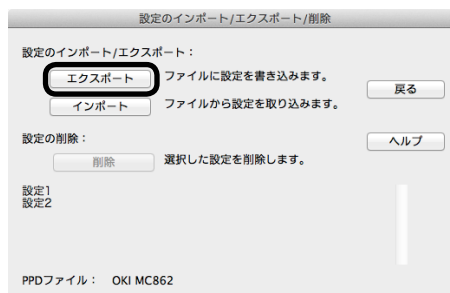 設定のインポート/エクスポート/削除
設定のインポート/エクスポート：
エクスポート ファイルに設定を書き込みます。
戻る
インポート ファイルから設定を取り込みます。
設定の削除：
ヘルプ
削除 選択した設定を削除します。
設定1
設定2
PPDファイル： OKI MC862